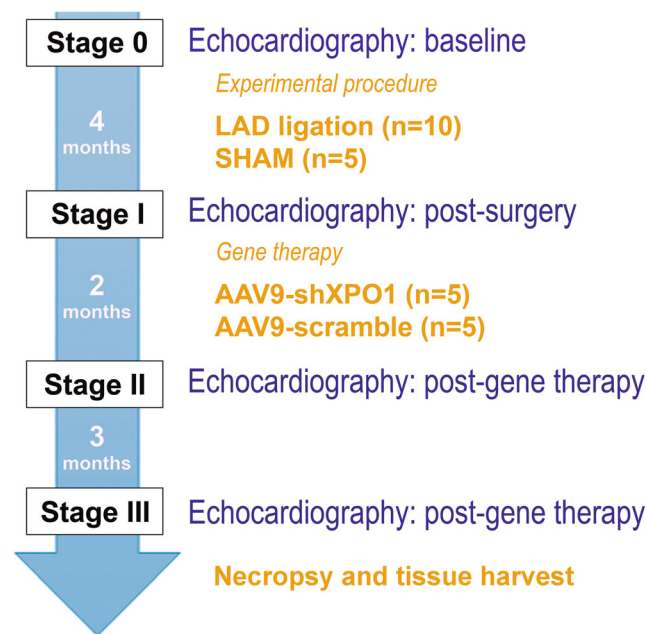 Stage 0
Echocardiography: baseline
Experimental procedure
4
months
LAD ligation (n=10)
SHAM (n=5)
Stage I
Echocardiography: post-surgery
Gene therapy
2
months
AAV9-shXPO1 (n=5)
AAV9-scramble (n=5)
Stage II
Echocardiography: post-gene therapy
3
months
Stage III
Echocardiography: post-gene therapy
Necropsy and tissue harvest